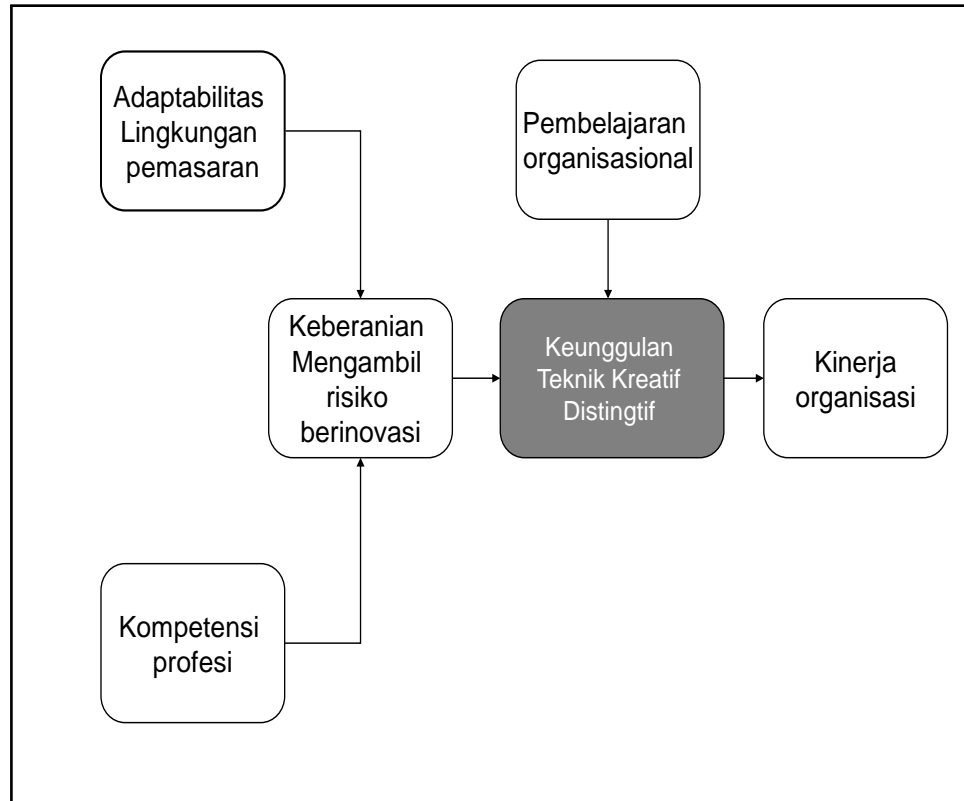 Adaptabilitas
Lingkungan
pemasaran
Pembelajaran
organisasional
Keberanian
Mengambil
risiko
berinovasi
Keunggulan
Teknik Kreatif
Distingtif
Kinerja
organisasi
Kompetensi
profesi